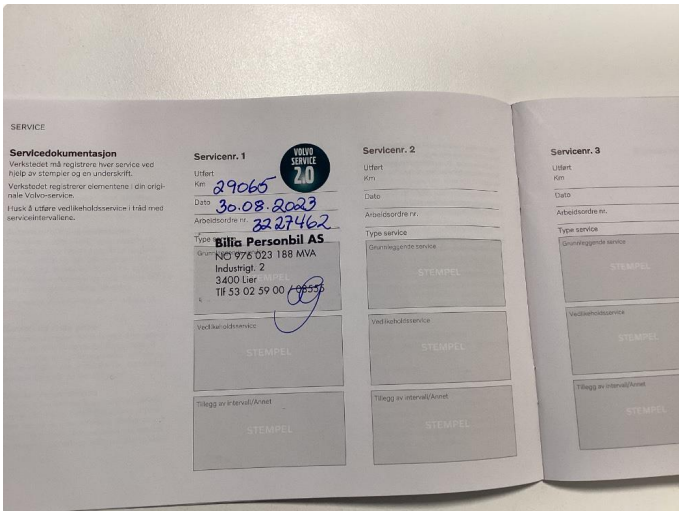 SERVICE
Servicedokumentasjon
Verkstedet må registrere hver service ved
hjelp av stempler og en underskrift.
Verkstedet registrerer elementene i din origi-
nale Volvo-service.
Husk å utføre vedlikeholdsservice i tråd med
serviceintervallene.
Servicenr. 1
VOLVO
SERVICE
2.0
Utført
Km 29065
Dato 30.08.2023
Arbeidsordre nr. 3227462
Type
Bilia Personbil AS
NO 976 023 188 MVA
Industrigt. 2
3400 Lier
Tlf 53 02 59 00 / 08555
Vedlikeholdsservice
STEMPEL
Tillegg av intervall/Annet
STEMPEL
Servicenr. 2
Utført
Km
Dato
Arbeidsordre nr.
Type service
Grunnleggende service
STEMPEL
Vedlikeholdsservice
STEMPEL
Tillegg av intervall/Annet
STEMPEL
Servicenr. 3
Utført
Km
Dato
Arbeidsordre nr.
Type service
Grunnleggende service
STEMPEL
Vedlikeholdsservice
STEMPEL
Tillegg av intervall/Annet
STEMPEL